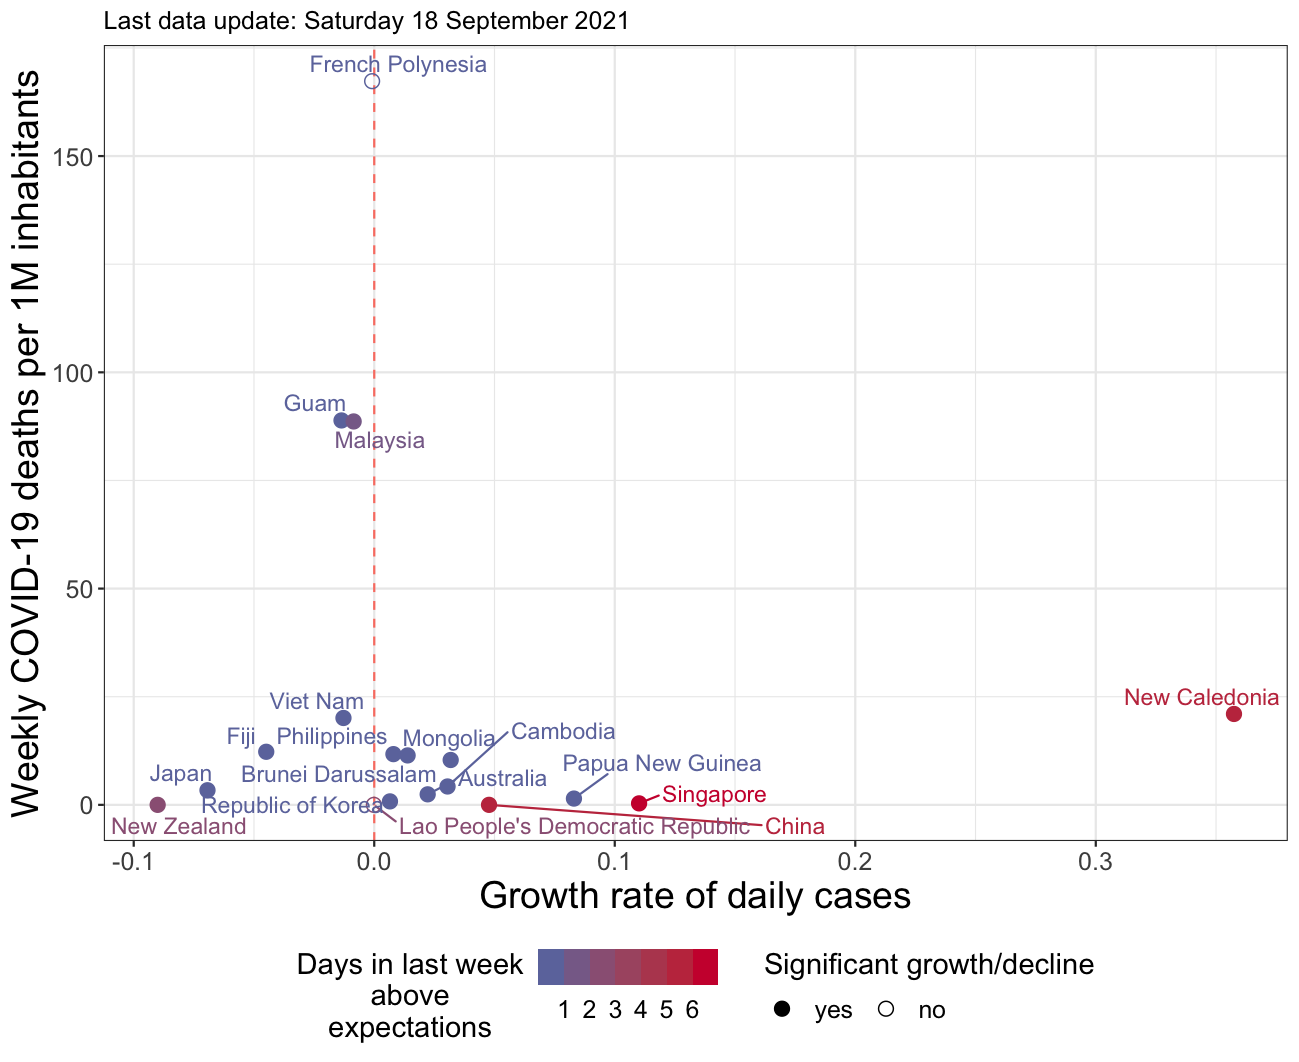 Last data update: Saturday 18 September 2021
Weekly COVID-19 deaths per 1M inhabitants
150
100
50
0
French Polynesia
Guam
Malaysia
New Caledonia
Viet Nam
Cambodia
Fiji
Philippines
Mongolia
Papua New Guinea
Japan
Brunei Darussalam
Australia
Singapore
Republic of Korea
New Zealand
Lao People's Democratic Republic
China
-0.1
0.0
0.1
0.2
0.3
Growth rate of daily cases
Days in last week
above
expectations
1 2 3 4 5 6
Significant growth/decline
yes
no